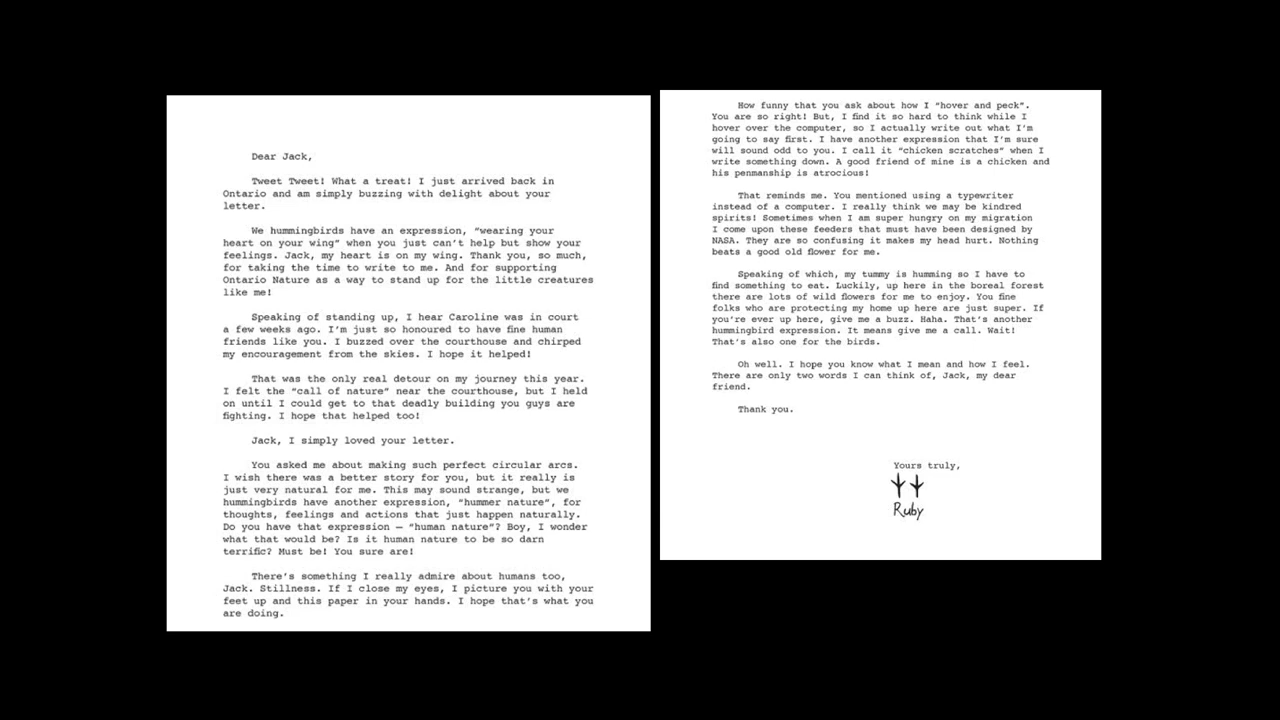 Dear Jack,
Tweet Tweet! What a treat! I just arrived back in
Ontario and am simply buzzing with delight about your
letter.
We hummingbirds have an expression, “wearing your
heart on your wing” when you just can’t help but show your
feelings. Jack, my heart is on my wing. Thank you, so much,
for taking the time to write to me. And for supporting
Ontario Nature as a way to stand up for the little creatures
like me!
Speaking of standing up, I hear Caroline was in court
a few weeks ago. I’m just so honoured to have fine human
friends like you. I buzzed over the courthouse and chirped
my encouragement from the skies. I hope it helped!
That was the only real detour on my journey this year.
I felt the “call of nature” near the courthouse, but I held
on until I could get to that deadly building you guys are
fighting. I hope that helped too!
Jack, I simply loved your letter.
You asked me about making such perfect circular arcs.
I wish there was a better story for you, but it really is
just very natural for me. This may sound strange, but we
hummingbirds have another expression, “hummer nature”, for
thoughts, feelings and actions that just happen naturally.
Do you have that expression — “human nature”? Boy, I wonder
what that would be? Is it human nature to be so darn
terrific? Must be! You sure are!
There’s something I really admire about humans too,
Jack. Stillness. If I close my eyes, I picture you with your
feet up and this paper in your hands. I hope that’s what you
are doing.
How funny that you ask about how I “hover and peck”.
You are so right! But, I find it so hard to think while I
hover over the computer, so I actually write out what I’m
going to say first. I have another expression that I’m sure
will sound odd to you. I call it “chicken scratches” when I
write something down. A good friend of mine is a chicken and
his penmanship is atrocious!
That reminds me. You mentioned using a typewriter
instead of a computer. I really think we may be kindred
spirits! Sometimes when I am super hungry on my migration
I come upon these feeders that must have been designed by
NASA. They are so confusing it makes my head hurt. Nothing
beats a good old flower for me.
Speaking of which, my tummy is humming so I have to
find something to eat. Luckily, up here in the boreal forest
there are lots of wild flowers for me to enjoy. You fine
folks who are protecting my home up here are just super. If
you’re ever up here, give me a buzz. Haha. That’s another
hummingbird expression. It means give me a call. Wait!
That’s also one for the birds.
Oh well. I hope you know what I mean and how I feel.
There are only two words I can think of, Jack, my dear
friend.
Thank you.
Yours truly,
Ruby